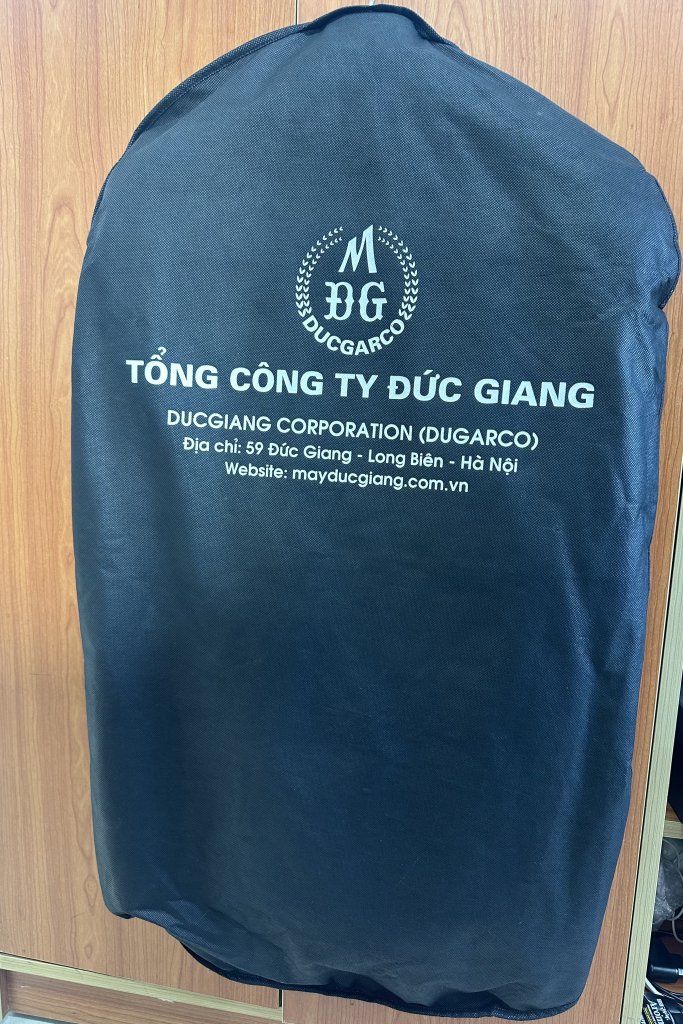 M
ĐG
DUCGARCO
TỔNG CÔNG TY ĐỨC GIANG
DUCGIANG CORPORATION (DUGARCO)
Địa chỉ: 59 Đức Giang - Long Biên - Hà Nội
Website: mayducgiang.com.vn